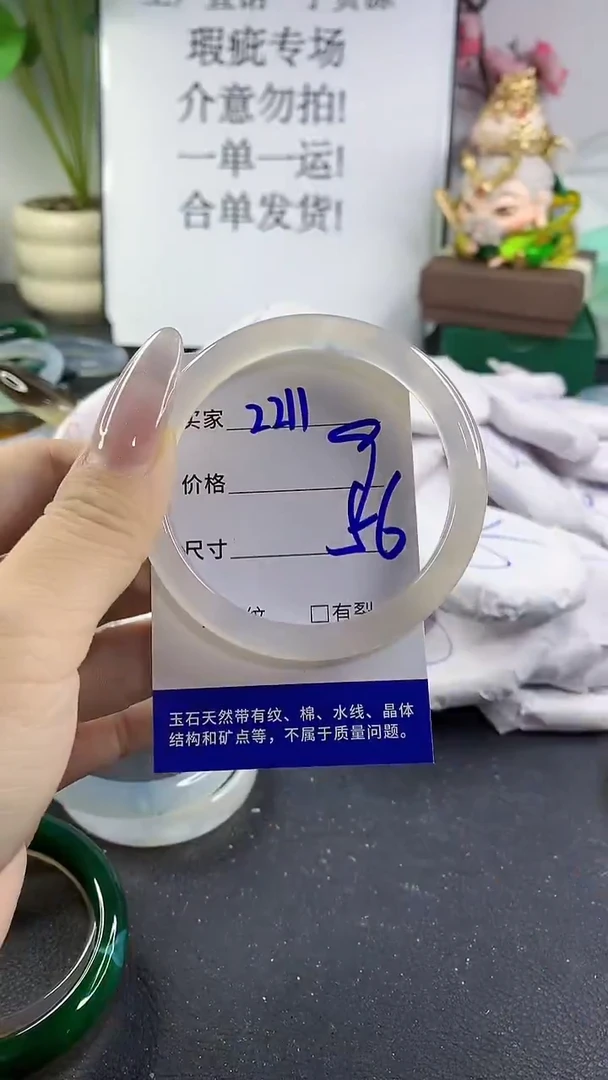 瑕疵专场
介意勿拍!
一单一运!
合单发货!
买家 2211
价格
尺寸 56
纹 □有裂
玉石天然带有纹、棉、水线、晶体
结构和矿点等，不属于质量问题。